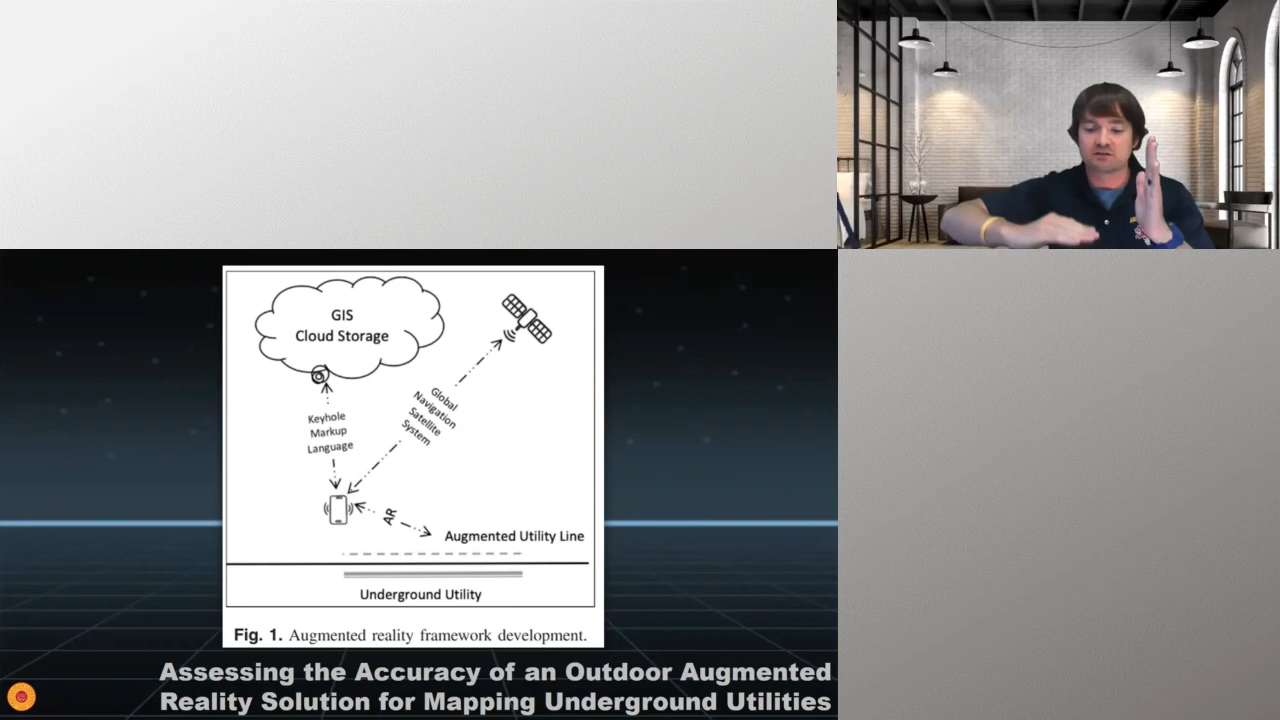 GIS
Cloud Storage
Keyhole
Markup
Language
Global
Navigation
Satellite
System
AR
Augmented Utility Line
Underground Utility
Fig. 1. Augmented reality framework development.
Assessing the Accuracy of an Outdoor Augmented
Reality Solution for Mapping Underground Utilities